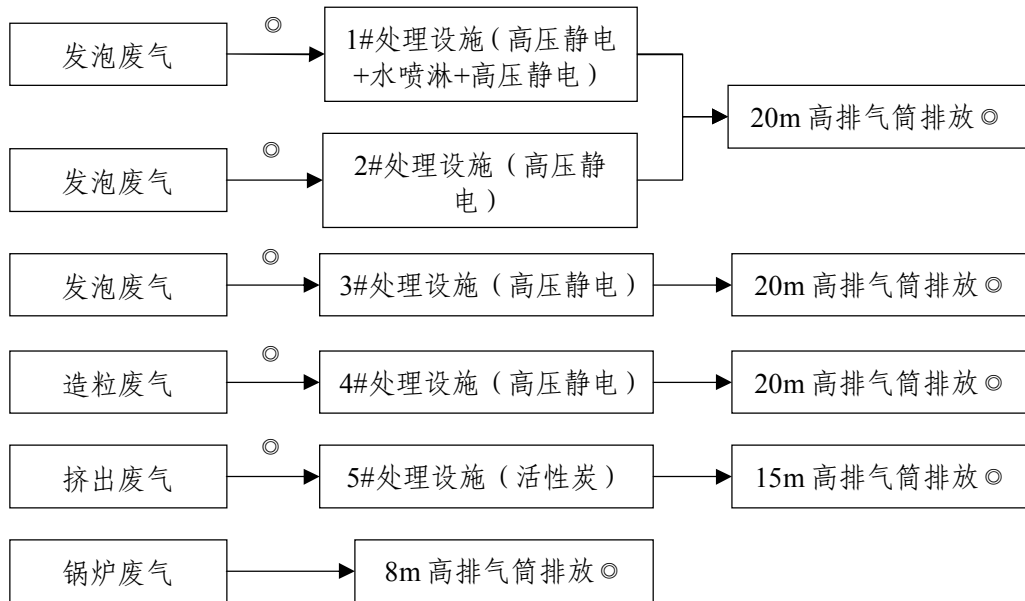 ◎
发泡废气
1#处理设施（高压静电
+水喷淋+高压静电）
20m 高排气筒排放◎
◎
发泡废气
2#处理设施（高压静
电）
◎
发泡废气
3#处理设施（高压静电）
20m 高排气筒排放◎
◎
造粒废气
4#处理设施（高压静电）
20m 高排气筒排放◎
◎
挤出废气
5#处理设施（活性炭）
15m 高排气筒排放◎
锅炉废气
8m 高排气筒排放◎